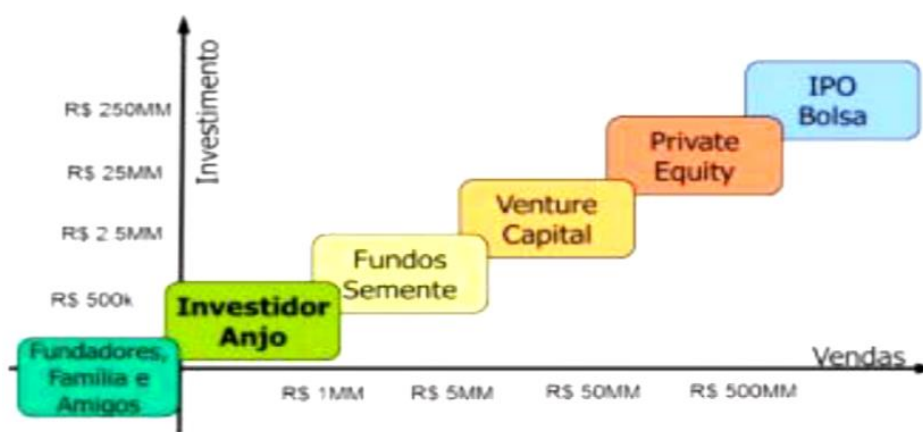 Investimento
R$ 250MM
R$ 25MM
R$ 2.5MM
R$ 500k
IPO
Bolsa
Private
Equity
Venture
Capital
Fundos
Semente
Investidor
Anjo
Fundadores,
Família e
Amigos
Vendas
R$ 1MM
R$ 5MM
R$ 50MM
R$ 500MM